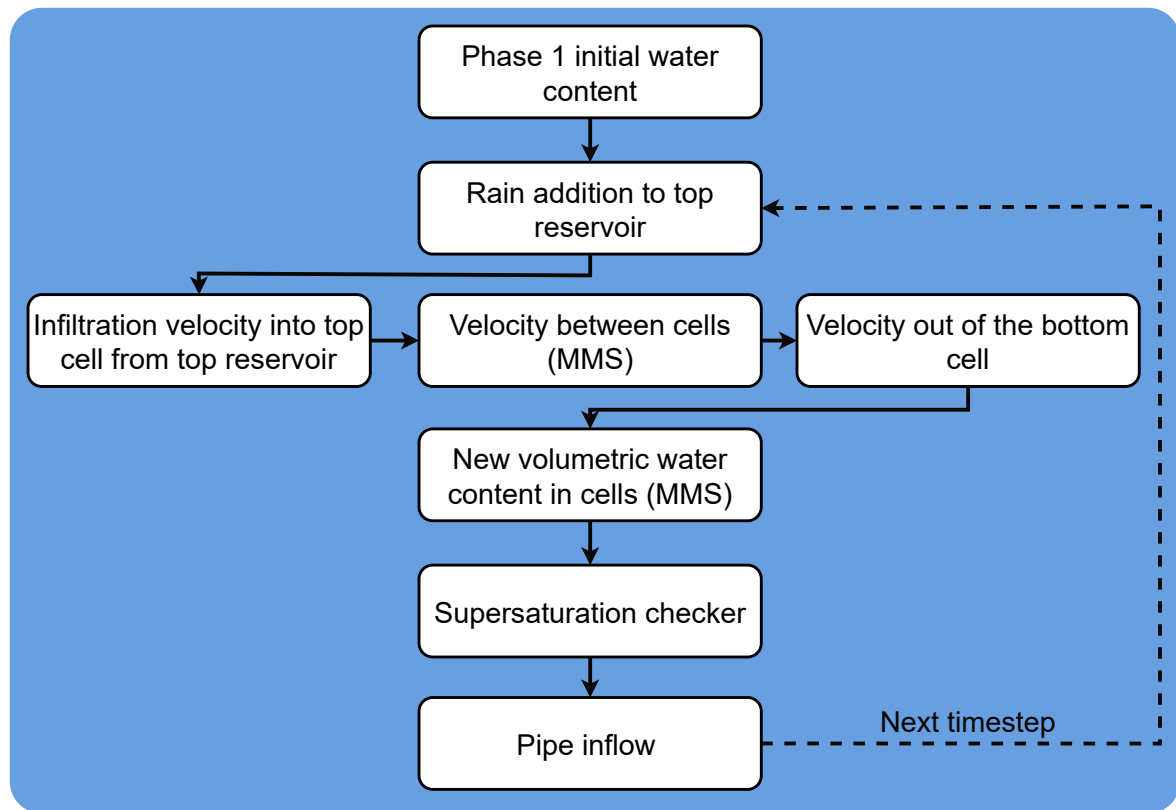 Phase 1 initial water
content
Rain addition to top
reservoir
Infiltration velocity into top
cell from top reservoir
Velocity between cells
(MMS)
Velocity out of the bottom
cell
New volumetric water
content in cells (MMS)
Supersaturation checker
Pipe inflow
Next timestep